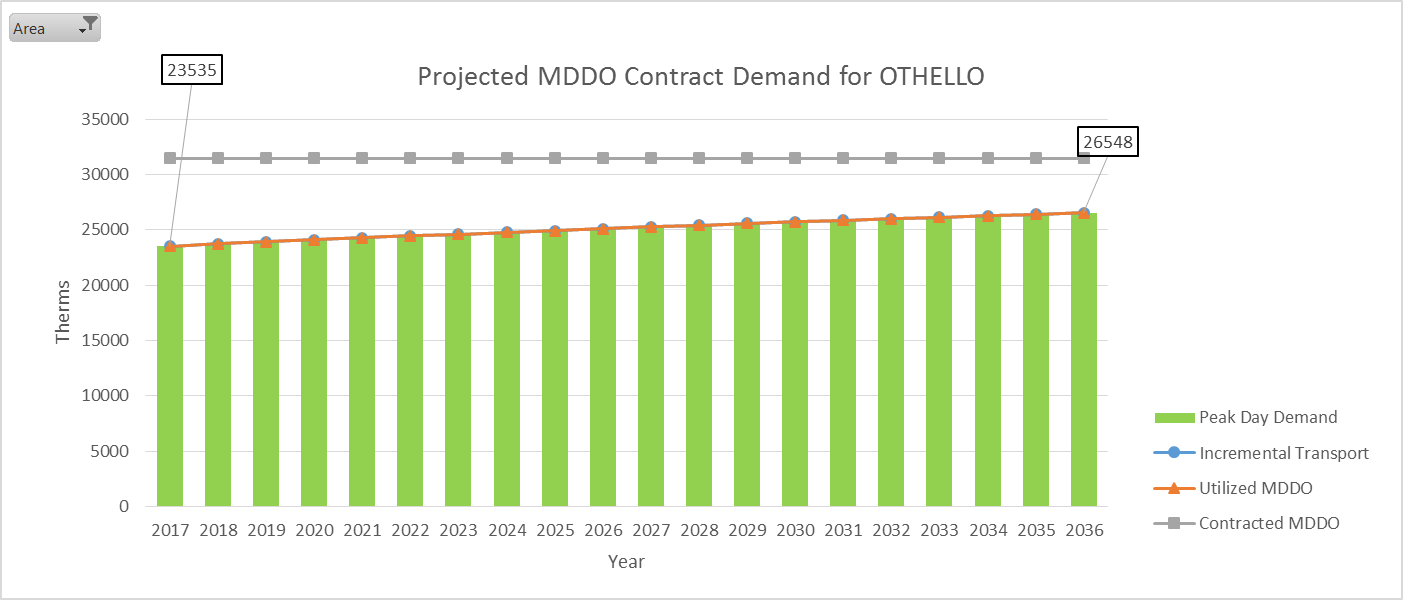 Area
23535
Projected MDDO Contract Demand for OTHELLO
35000
26548
30000
25000
20000
Therms
15000
10000
5000
0
2017 2018 2019 2020 2021 2022 2023 2024 2025 2026 2027 2028 2029 2030 2031 2032 2033 2034 2035 2036
Year
Peak Day Demand
Incremental Transport
Utilized MDDO
Contracted MDDO